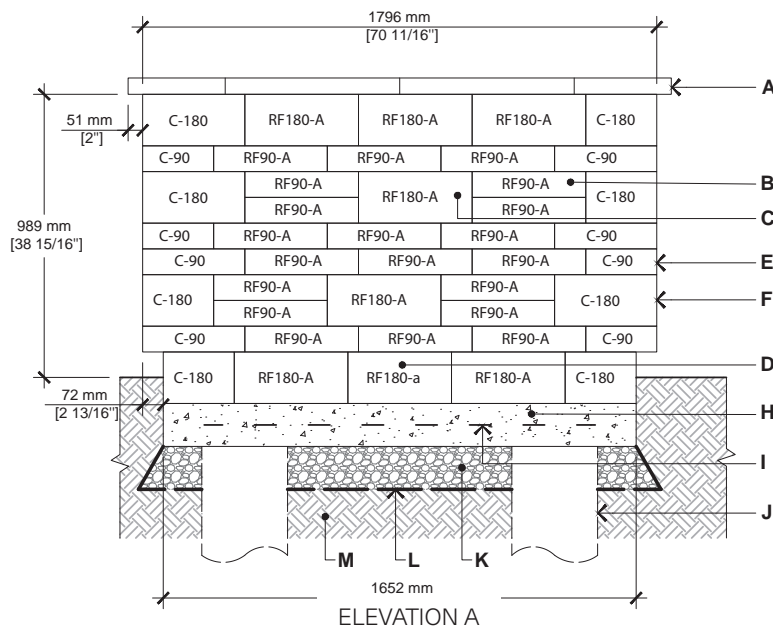 1796 mm
[70 11/16"]
A
51 mm
[2"]
C-180 RF180-A RF180-A RF180-A C-180
C-90 RF90-A RF90-A RF90-A C-90
C-180 RF90-A RF180-A RF90-A C-180
RF90-A RF90-A
B
C
989 mm
[38 15/16"]
C-90 RF90-A RF90-A RF90-A C-90
C-90 RF90-A RF90-A RF90-A C-90
E
C-180 RF90-A RF180-A RF90-A C-180
RF90-A RF90-A
F
C-90 RF90-A RF90-A RF90-A C-90
C-180 RF180-A RF180-a RF180-A C-180
D
72 mm
[2 13/16"]
H
I
J
M L K
1652 mm
ELEVATION A